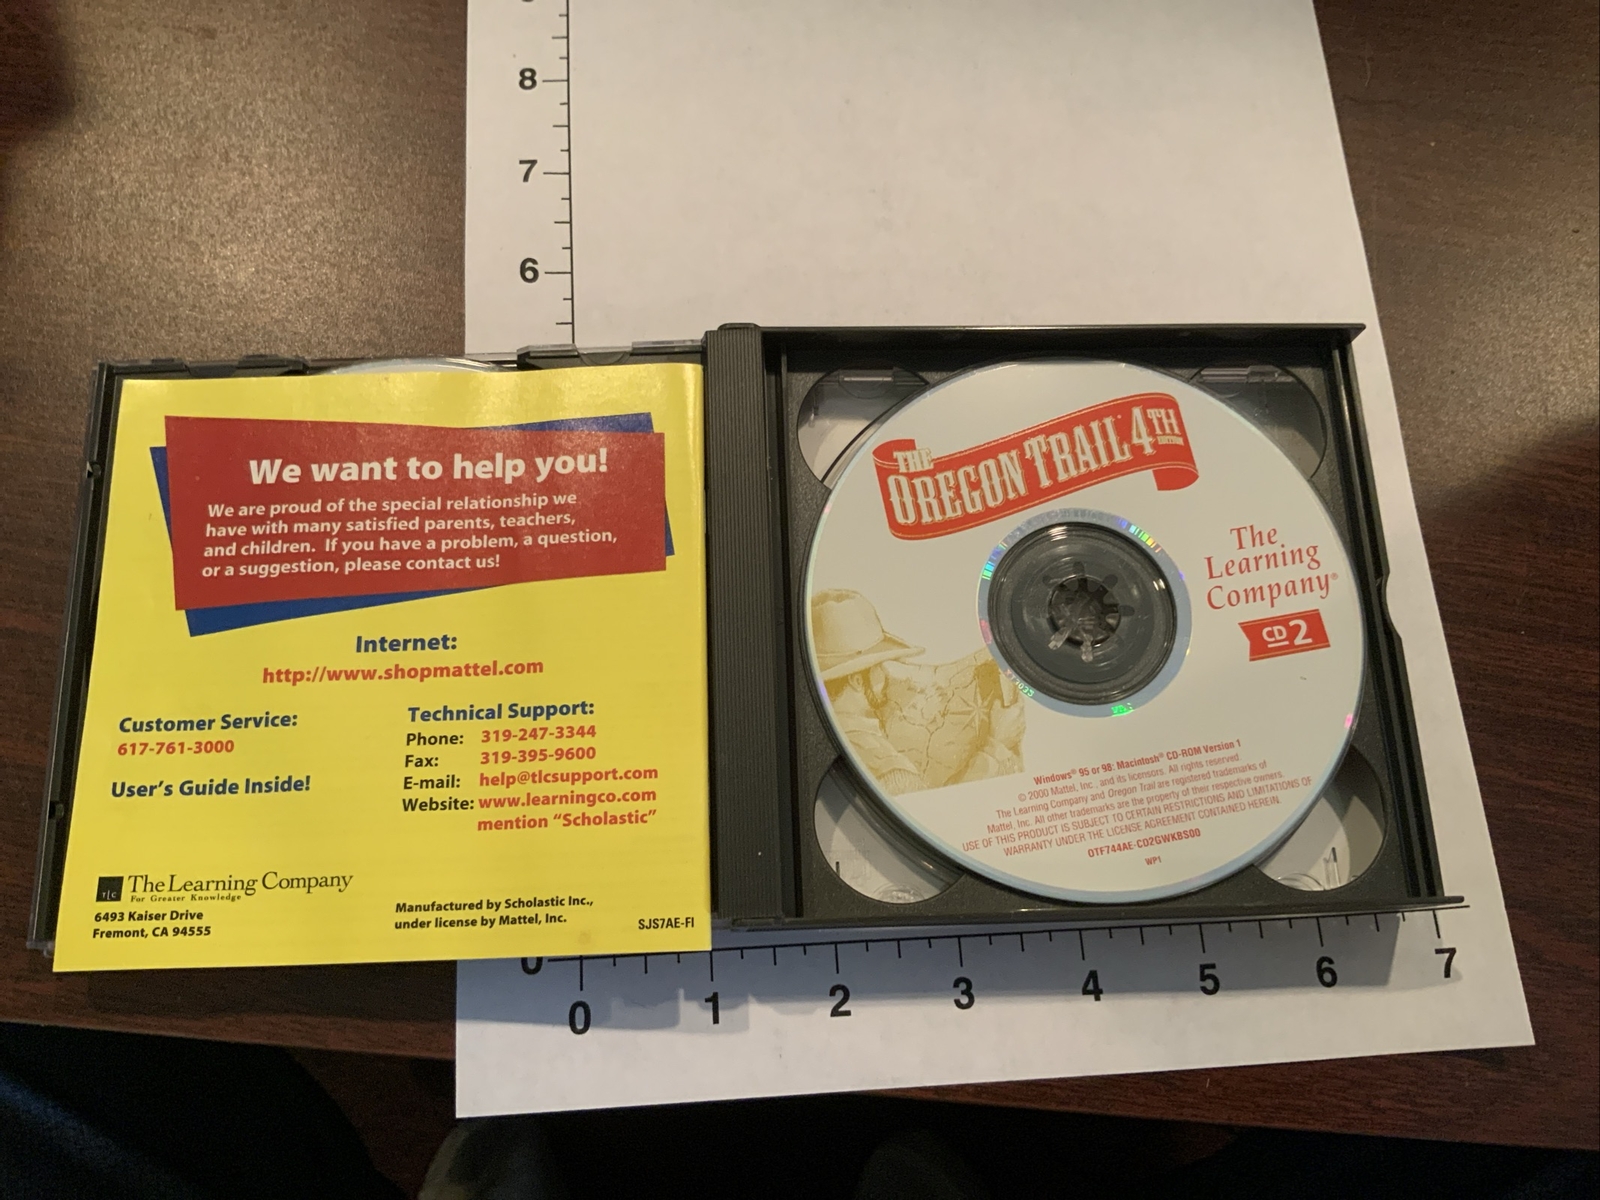 8
7
6
We want to help you!
We are proud of the special relationship we
have with many satisfied parents, teachers,
and children. If you have a problem, a question,
or a suggestion, please contact us!
Internet:
http://www.shopmattel.com
Customer Service:
617-761-3000
User's Guide Inside!
Technical Support:
Phone: 319-247-3344
Fax: 319-395-9600
E-mail: help@tlcsupport.com
Website: www.learningco.com
mention “Scholastic”
tlc
The Learning Company
For Greater Knowledge
6493 Kaiser Drive
Fremont, CA 94555
Manufactured by Scholastic Inc.,
under license by Mattel, Inc.
SJS7AE-FI
THE
OREGON TRAIL 4TH
EDITION
The
Learning
Company®
CD 2
Windows® 95 or 98: Macintosh® CD-ROM Version 1
© 2000 Mattel, Inc., and its licensors. All rights reserved.
The Learning Company and Oregon Trail are registered trademarks of
Mattel, Inc. All other trademarks are the property of their respective owners.
USE OF THIS PRODUCT IS SUBJECT TO CERTAIN RESTRICTIONS AND LIMITATIONS OF
WARRANTY UNDER THE LICENSE AGREEMENT CONTAINED HEREIN.
OTF744AE-CD2GWKBS00
WP1
0
0 1 2 3 4 5 6 7